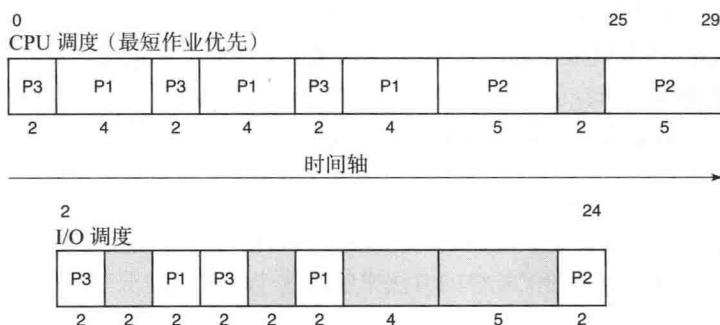 0 25 29
CPU 调度（最短作业优先）
P3 P1 P3 P1 P3 P1 P2 P2
2 4 2 4 2 4 5 2 5
时间轴
2 24
I/O 调度
P3 P1 P3 P1 P2
2 2 2 2 2 2 4 5 2